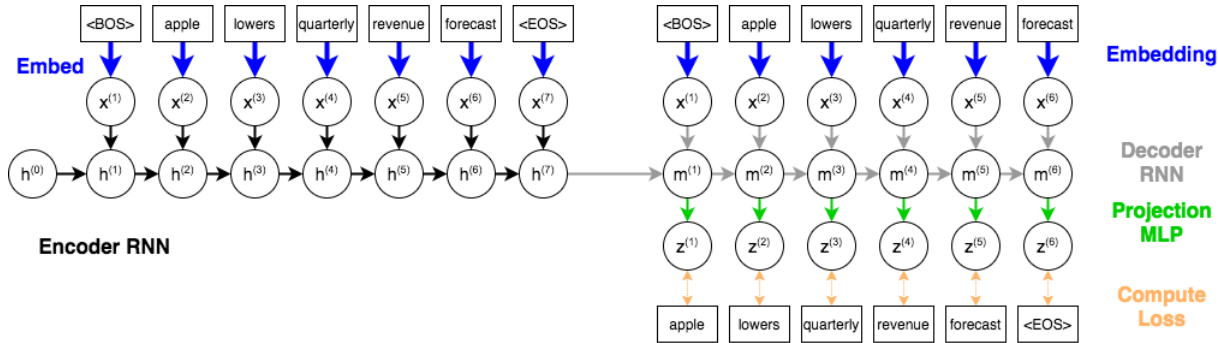 <BOS> apple lowers quarterly revenue forecast <EOS> <BOS> apple lowers quarterly revenue forecast
Embed Embedding
x(1) x(2) x(3) x(4) x(5) x(6) x(7) x(1) x(2) x(3) x(4) x(5) x(6)
Decoder
RNN
h(0) h(1) h(2) h(3) h(4) h(5) h(6) h(7) m(1) m(2) m(3) m(4) m(5) m(6)
Projection
MLP
Encoder RNN z(1) z(2) z(3) z(4) z(5) z(6)
Compute
Loss
apple lowers quarterly revenue forecast <EOS>